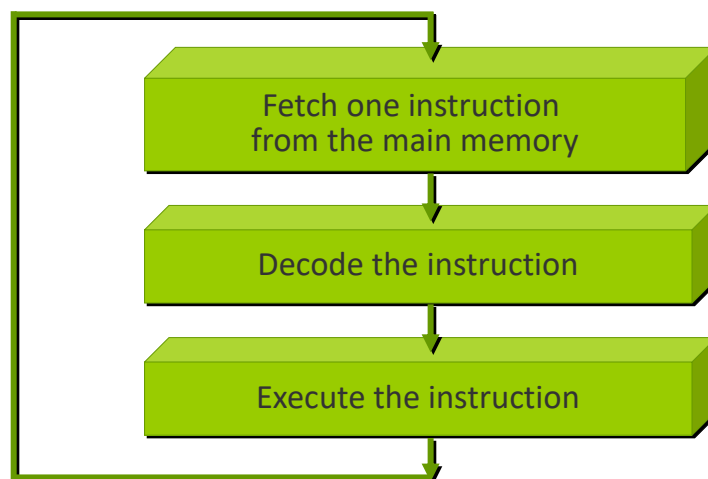 Fetch one instruction
from the main memory
Decode the instruction
Execute the instruction